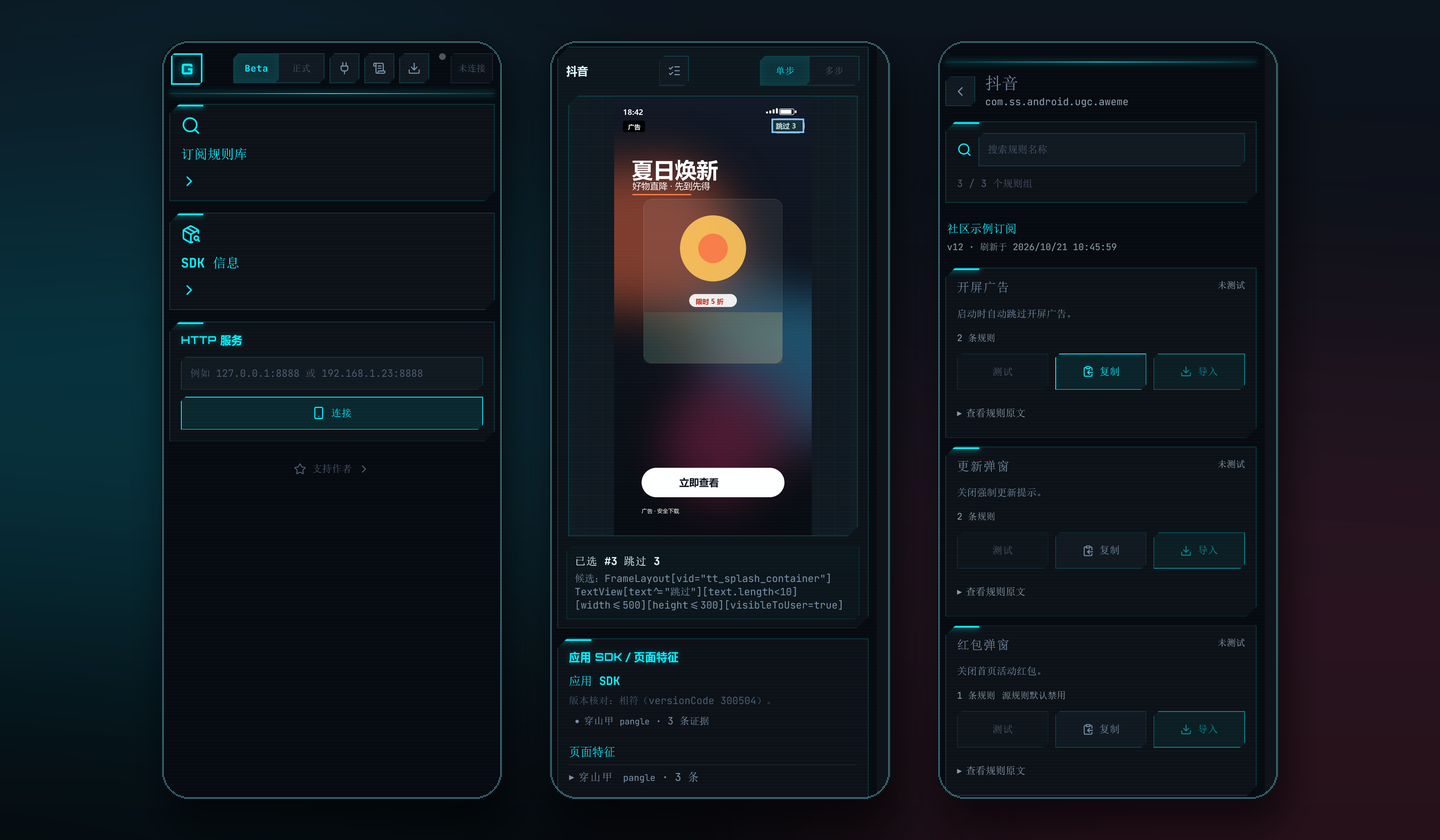 G
Beta
正式
未连接
订阅规则库
SDK 信息
HTTP 服务
例如 127.0.0.1:8888 或 192.168.1.23:8888
连接
支持作者
抖音
单步
多步
18:42
广告
跳过 3
夏日焕新
好物直降 · 先到先得
限时 5 折
立即查看
广告 · 安全下载
已选 #3 跳过 3
候选: FrameLayout[vid="tt_splash_container"]
TextView[text^="跳过"][text.length<10]
[width<=500][height<=300][visibleToUser=true]
应用 SDK / 页面特征
应用 SDK
版本核对: 相符（versionCode 300504）。
• 穿山甲 pangle · 3 条证据
页面特征
▸ 穿山甲 pangle · 3 条
抖音
com.ss.android.ugc.aweme
搜索规则名称
3 / 3 个规则组
社区示例订阅
v12 · 刷新于 2026/10/21 10:45:59
开屏广告
未测试
启动时自动跳过开屏广告。
2 条规则
测试
复制
导入
▸ 查看规则原文
更新弹窗
未测试
关闭强制更新提示。
2 条规则
测试
复制
导入
▸ 查看规则原文
红包弹窗
未测试
关闭首页活动红包。
1 条规则 源规则默认禁用
测试
复制
导入
▸ 查看规则原文